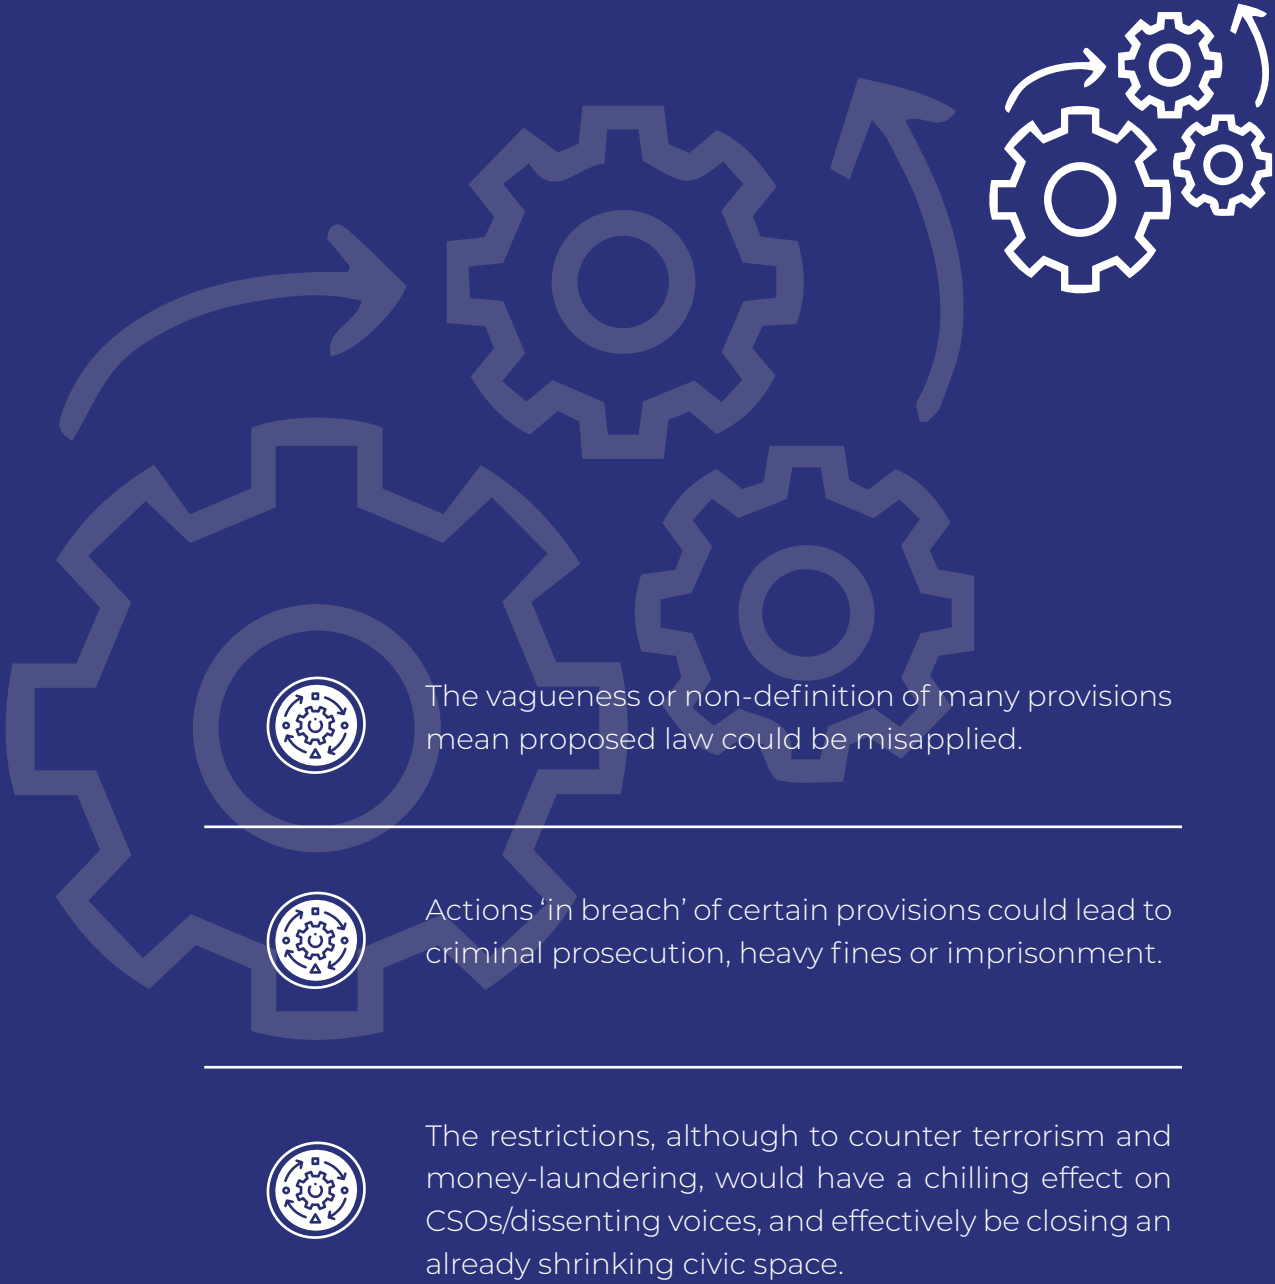 The vagueness or non-definition of many provisions
mean proposed law could be misapplied.
Actions ‘in breach’ of certain provisions could lead to
criminal prosecution, heavy fines or imprisonment.
The restrictions, although to counter terrorism and
money-laundering, would have a chilling effect on
CSOs/dissenting voices, and effectively be closing an
already shrinking civic space.